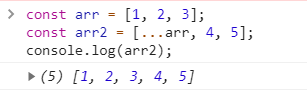 > const arr = [1, 2, 3];
const arr2 = [...arr, 4, 5];
console.log(arr2);
▶ (5) [1, 2, 3, 4, 5]